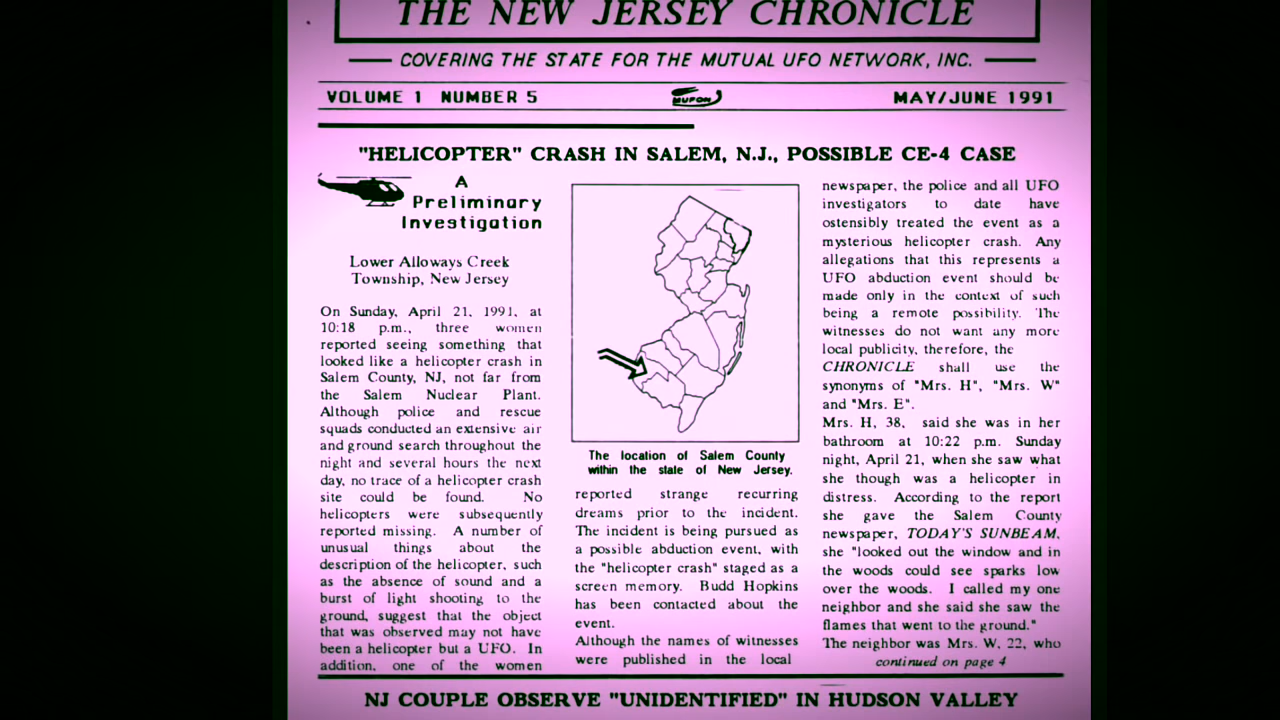 THE NEW JERSEY CHRONICLE
COVERING THE STATE FOR THE MUTUAL UFO NETWORK, INC.
VOLUME 1 NUMBER 5
MUFON
MAY/JUNE 1991
"HELICOPTER" CRASH IN SALEM, N.J., POSSIBLE CE-4 CASE
A
Preliminary
Investigation
Lower Alloways Creek
Township, New Jersey
On Sunday, April 21, 1991, at
10:18 p.m., three women
reported seeing something that
looked like a helicopter crash in
Salem County, NJ, not far from
the Salem Nuclear Plant.
Although police and rescue
squads conducted an extensive air
and ground search throughout the
night and several hours the next
day, no trace of a helicopter crash
site could be found. No
helicopters were subsequently
reported missing. A number of
unusual things about the
description of the helicopter, such
as the absence of sound and a
burst of light shooting to the
ground, suggest that the object
that was observed may not have
been a helicopter but a UFO. In
addition, one of the women
The location of Salem County
within the state of New Jersey.
reported strange recurring
dreams prior to the incident.
The incident is being pursued as
a possible abduction event, with
the "helicopter crash" staged as a
screen memory. Budd Hopkins
has been contacted about the
event.
Although the names of witnesses
were published in the local
newspaper, the police and all UFO
investigators to date have
ostensibly treated the event as a
mysterious helicopter crash. Any
allegations that this represents a
UFO abduction event should be
made only in the context of such
being a remote possibility. The
witnesses do not want any more
local publicity, therefore, the
CHRONICLE shall use the
synonyms of "Mrs. H", "Mrs. W"
and "Mrs. E".
Mrs. H, 38, said she was in her
bathroom at 10:22 p.m. Sunday
night, April 21, when she saw what
she though was a helicopter in
distress. According to the report
she gave the Salem County
newspaper, TODAY'S SUNBEAM,
she "looked out the window and in
the woods could see sparks low
over the woods. I called my one
neighbor and she said she saw the
flames that went to the ground."
The neighbor was Mrs. W, 22, who
continued on page 4
NJ COUPLE OBSERVE "UNIDENTIFIED" IN HUDSON VALLEY